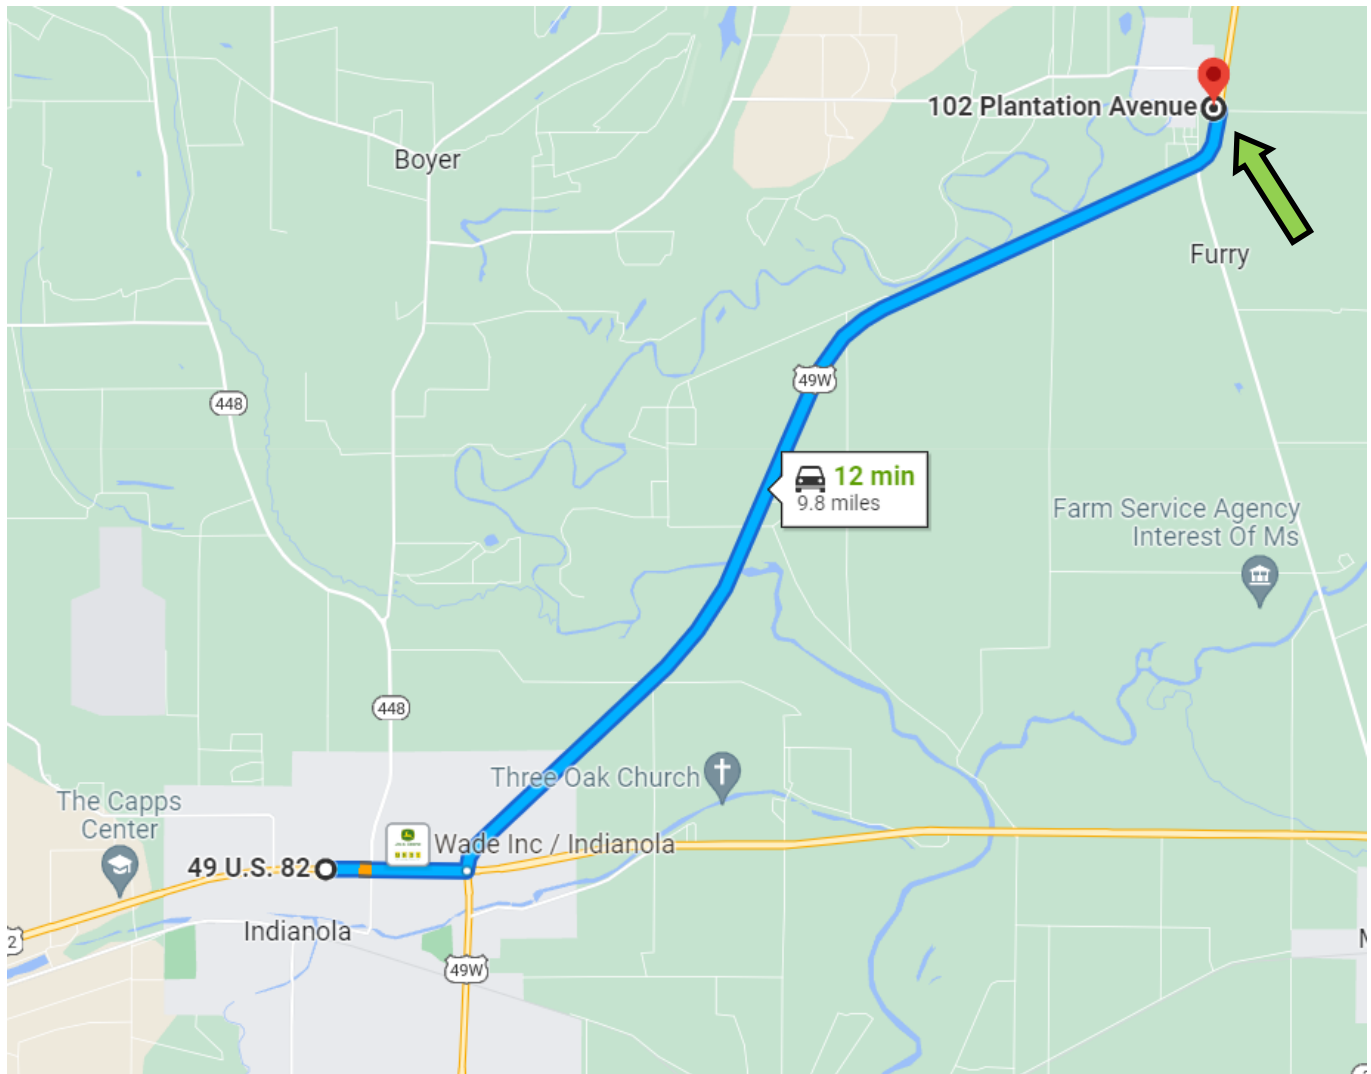 102 Plantation Avenue
Boyer
Furry
49W
448
12 min
9.8 miles
Farm Service Agency
Interest Of Ms
448
Three Oak Church
The Capps
Center
Wade Inc / Indianola
49 U.S. 82
Indianola
2
49W